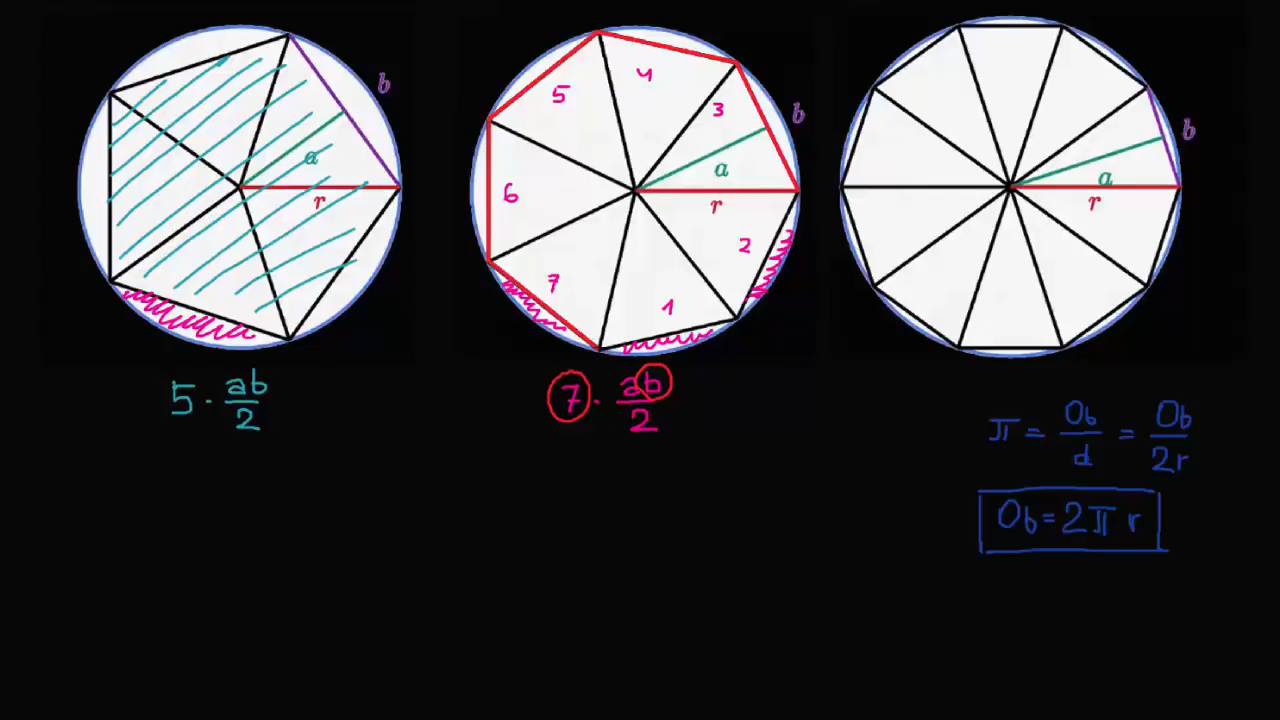 b
a
r
5 4 3 b
6 a
r
7 1 2
b
a
r
5 · ab/2
7 · ab/2
π = Ob/d = Ob/2r
Ob = 2π r